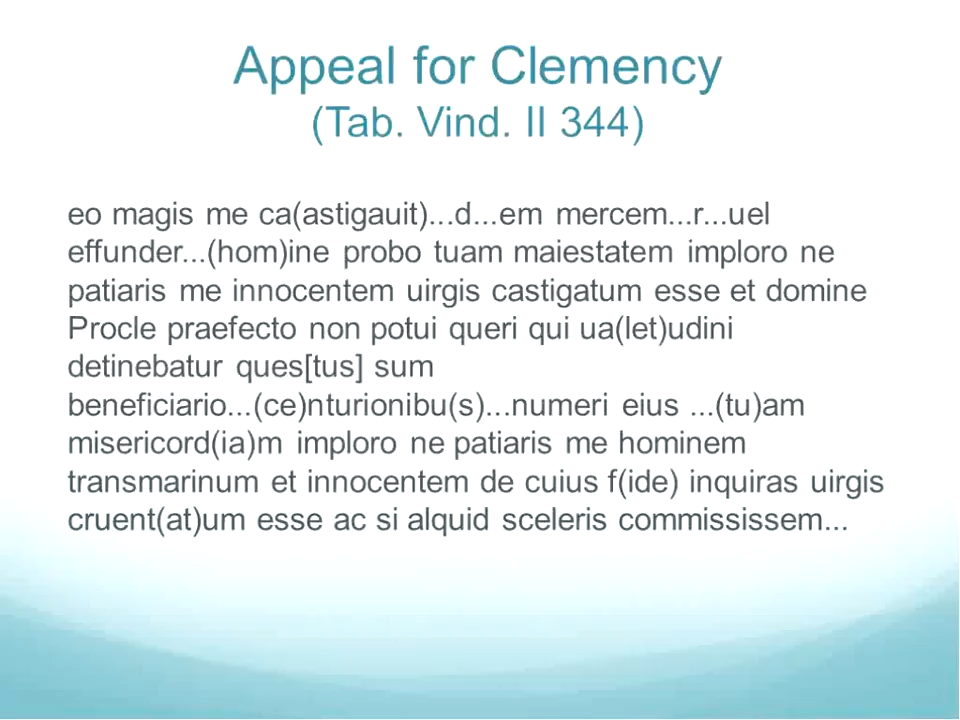 Appeal for Clemency
(Tab. Vind. II 344)
eo magis me ca(astigauit)...d...em mercem...r...uel
effunder...(hom)ine probo tuam maiestatem imploro ne
patiaris me innocentem uirgis castigatum esse et domine
Procle praefecto non potui queri qui ua(let)udini
detinebatur ques[tus] sum
beneficiario...(ce)nturionibu(s)...numeri eius ...(tu)am
misericord(ia)m imploro ne patiaris me hominem
transmarinum et innocentem de cuius f(ide) inquiras uirgis
cruent(at)um esse ac si alquid sceleris commississem...